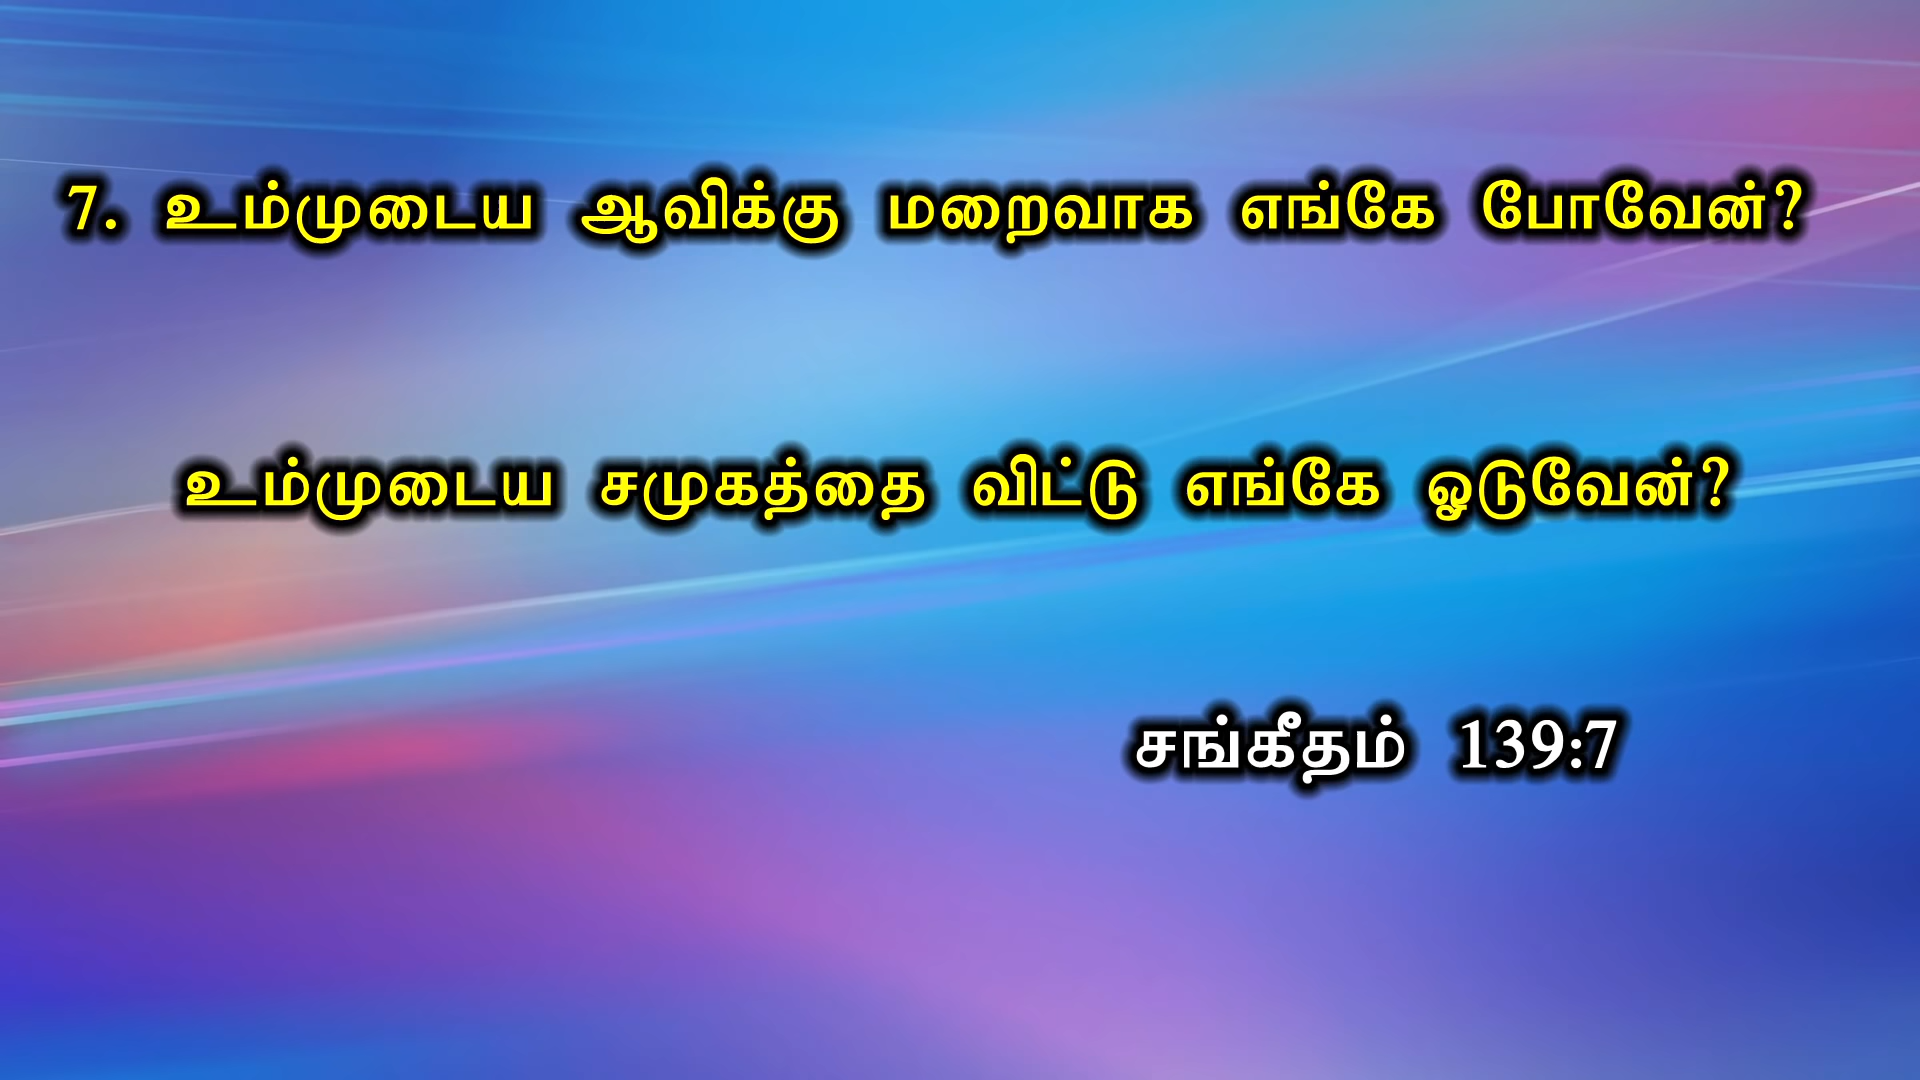 7. உம்முடைய ஆவிக்கு மறைவாக எங்கே போவேன்?
உம்முடைய சமுகத்தை விட்டு எங்கே ஓடுவேன்?
சங்கீதம் 139:7